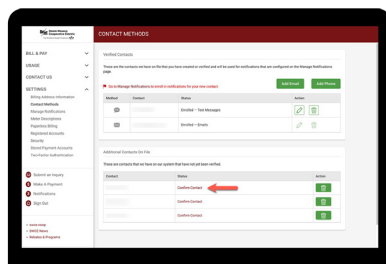 CONTACT METHODS
BILL & PAY
USAGE
CONTACT US
SETTINGS
Billing Address Information
Contact Methods
Manage Notifications
Meter Descriptions
Paperless Billing
Registered Accounts
Security
Stored Payment Accounts
Two-Factor Authentication
Submit an Inquiry
Make A Payment
Notifications
Sign Out
Rebates & Programs
Verified Contacts
These are the contacts we have on file that you have created or verified and will be used for notifications that are configured on the Manage Notifications
page.
Add Email
Add Phone
Go to Manage Notifications to enroll in notifications for your new contact
Method Contact Status Action
Enrolled - Text Messages
Enrolled - Emails
Additional Contacts On File
These are contacts that we have on our system that have not yet been verified.
Contact Status Action
Confirm Contact
Confirm Contact
Confirm Contact